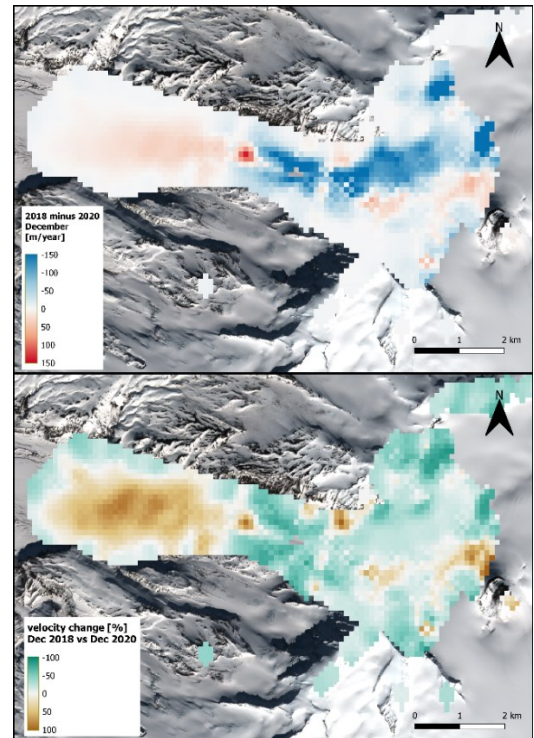 N
2018 minus 2020
December
[m/year]
-150
-100
-50
0
50
100
150
0 1 2 km
N
velocity change [%]
Dec 2018 vs Dec 2020
-100
-50
0
50
100
0 1 2 km